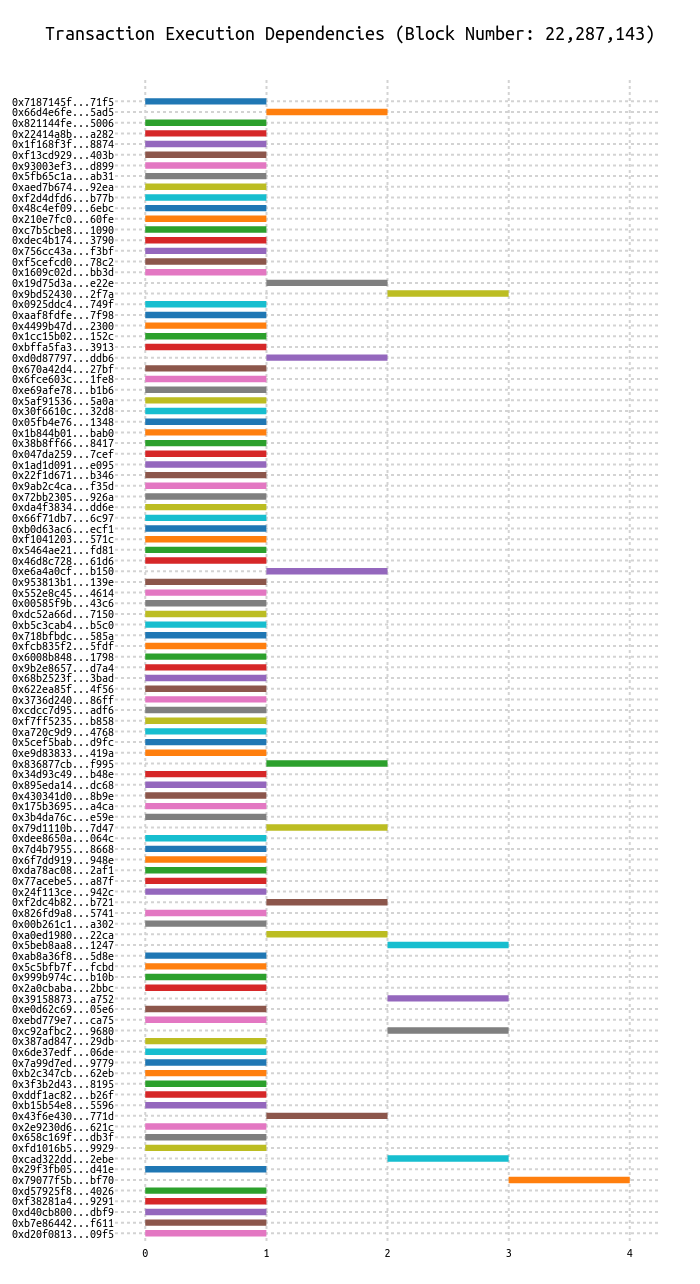 Transaction Execution Dependencies (Block Number: 22,287,143)
0x7187145f...71f5
0x66d4e6fe...5ad5
0x821144fe...5006
0x22414a8b...a282
0x1f168f3f...8874
0xf13cd929...403b
0x93003ef3...d899
0x5fb65c1a...ab31
0xaed7b674...92ea
0xf2d4dfd6...b77b
0x48c4ef09...6ebc
0x210e7fc0...60fe
0xc7b5cbe8...1090
0xdec4b174...3790
0x756cc43a...f3bf
0xf5cefcd0...78c2
0x1609c02d...bb3d
0x19d75d3a...e22e
0x9bd52430...2f7a
0x0925ddc4...749f
0xaaf8fdfe...7f98
0x4499b47d...2300
0x1cc15b02...152c
0xbffa5fa3...3913
0xd0d87797...ddb6
0x670a42d4...27bf
0x6fce603c...1fe8
0xe69afe78...b1b6
0x5af91536...5a0a
0x30f6610c...32d8
0x05fb4e76...1348
0x1b844b01...bab0
0x38b8ff66...8417
0x047da259...7cef
0x1ad1d091...e095
0x22f1d671...b346
0x9ab2c4ca...f35d
0x72bb2305...926a
0xda4f3834...dd6e
0x66f71db7...6c97
0xb0d63ac6...ecf1
0xf1041203...571c
0x5464ae21...fd81
0x46d8c728...61d6
0xe6a4a0cf...b150
0x953813b1...139e
0x552e8c45...4614
0x00585f9b...43c6
0xdc52a66d...7150
0xb5c3cab4...b5c0
0x718bfbdc...585a
0xfcb835f2...5fdf
0x6008b848...1798
0x9b2e8657...d7a4
0x68b2523f...3bad
0x622ea85f...4f56
0x3736d240...86ff
0xcdcc7d95...adf6
0xf7ff5235...b858
0xa720c9d9...4768
0x5cef5bab...d9fc
0xe9d83833...419a
0x836877cb...f995
0x34d93c49...b48e
0x895eda14...dc68
0x430341d0...8b9e
0x175b3695...a4ca
0x3b4da76c...e59e
0x79d1110b...7d47
0xdee8650a...064c
0x7d4b7955...8668
0x6f7dd919...948e
0xda78ac08...2af1
0x77acebe5...a87f
0x24f113ce...942c
0xf2dc4b82...b721
0x826fd9a8...5741
0x00b261c1...a302
0xa0ed1980...22ca
0x5beb8aa8...1247
0xab8a36f8...5d8e
0x5c5bfb7f...fcbd
0x999b974c...b10b
0x2a0cbaba...2bbc
0x39158873...a752
0xe0d62c69...05e6
0xebd779e7...ca75
0xc92afbc2...9680
0x387ad847...29db
0x6de37edf...06de
0x7a99d7ed...9779
0xb2c347cb...62eb
0x3f3b2d43...8195
0xddf1ac82...b26f
0xb15b54e8...5596
0x43f6e430...771d
0x2e9230d6...621c
0x658c169f...db3f
0xfd1016b5...9929
0xcad322dd...2ebe
0x29f3fb05...d41e
0x79077f5b...bf70
0xd57925f8...4026
0xf38281a4...9291
0xd40cb800...dbf9
0xb7e86442...f611
0xd20f0813...09f5
0 1 2 3 4